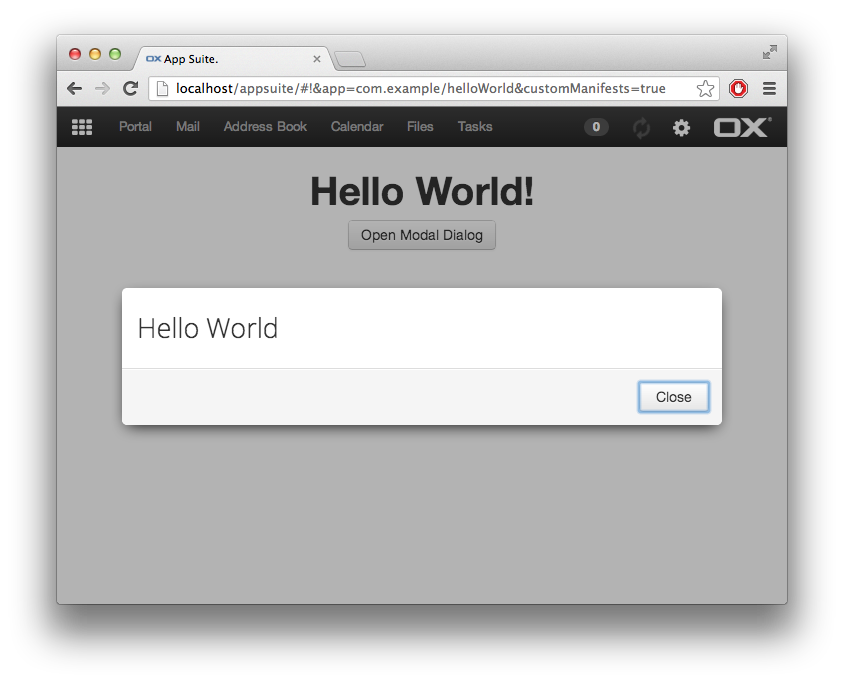 OX App Suite.
localhost/appsuite/#!&app=com.example/helloWorld&customManifests=true
Portal Mail Address Book Calendar Files Tasks 0 OX
Hello World!
Open Modal Dialog
Hello World
Close